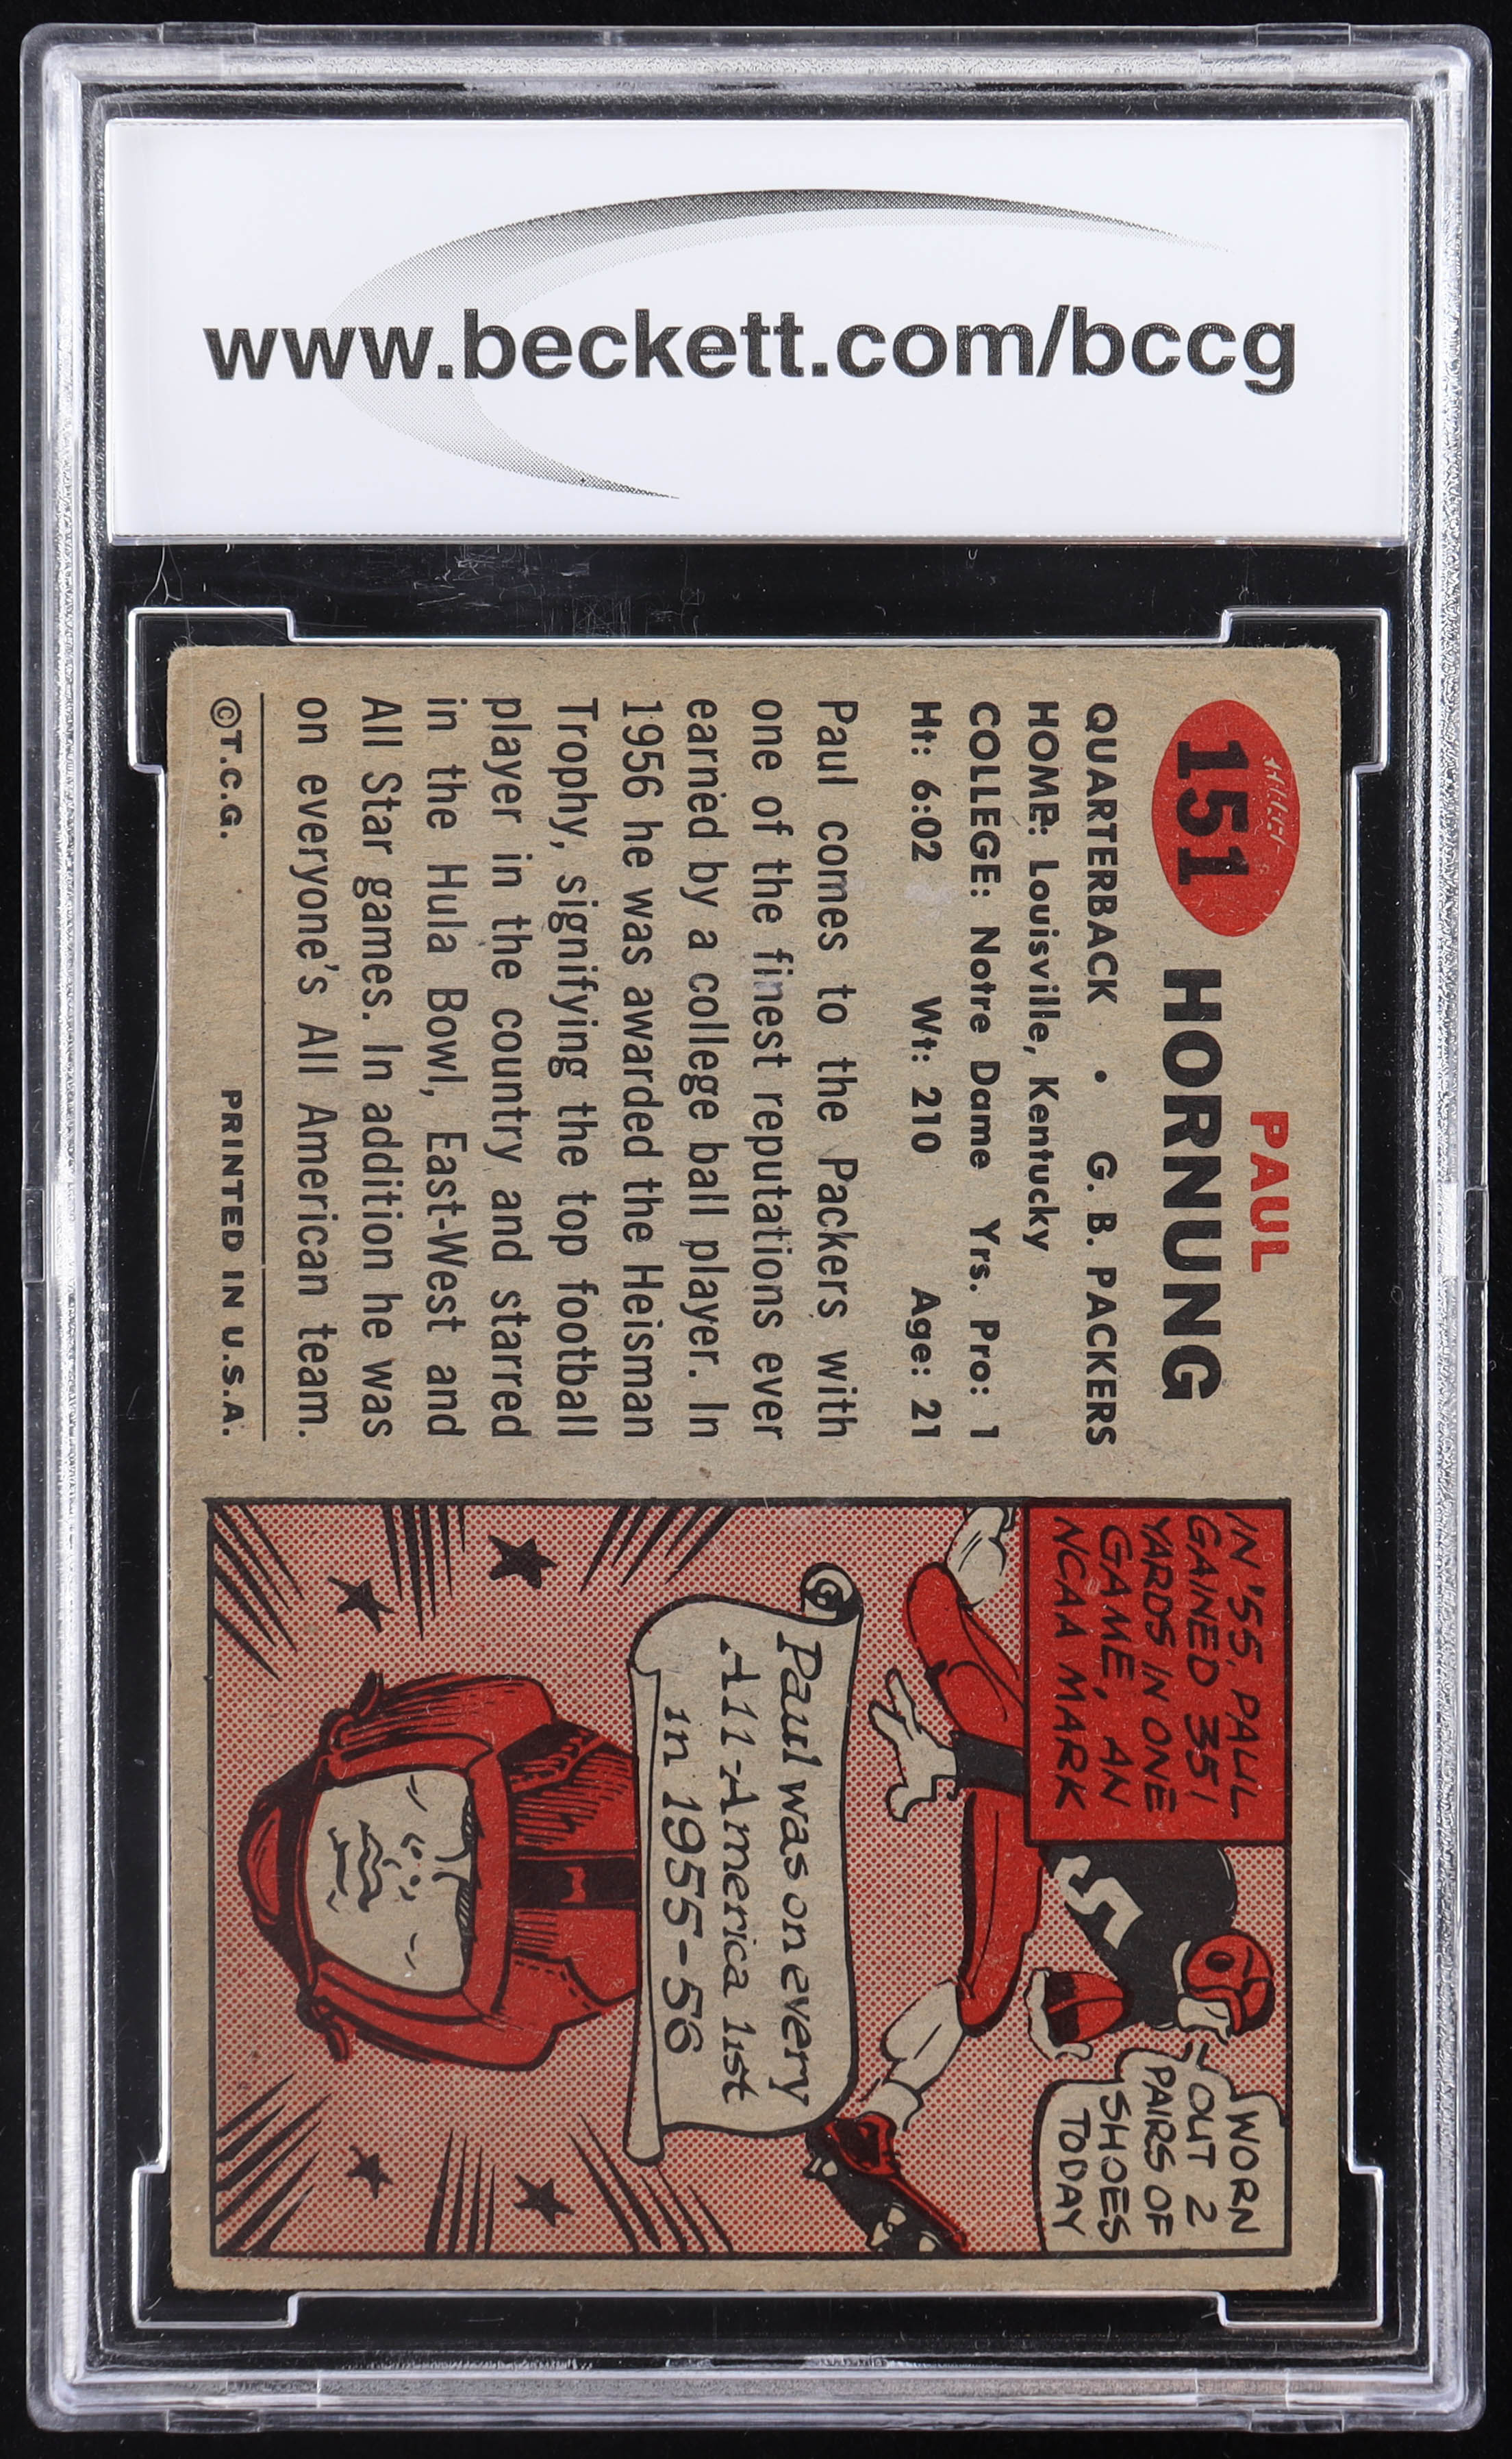 www.beckett.com/bccg
151
PAUL
HORNUNG
QUARTERBACK • G. B. PACKERS
HOME: Louisville, Kentucky
COLLEGE: Notre Dame Yrs. Pro: 1
Ht: 6:02 Wt: 210 Age: 21
Paul comes to the Packers with
one of the finest reputations ever
earned by a college ball player. In
1956 he was awarded the Heisman
Trophy, signifying the top football
player in the country and starred
in the Hula Bowl, East-West and
All Star games. In addition he was
on everyone's All American team.
©T.C.G. PRINTED IN U.S.A.
IN '55, PAUL
GAINED 351
YARDS IN ONE
GAME, AN
NCAA MARK
WORN
OUT 2
PAIRS OF
SHOES
TODAY
Paul was on every
All-America list
in 1955-56